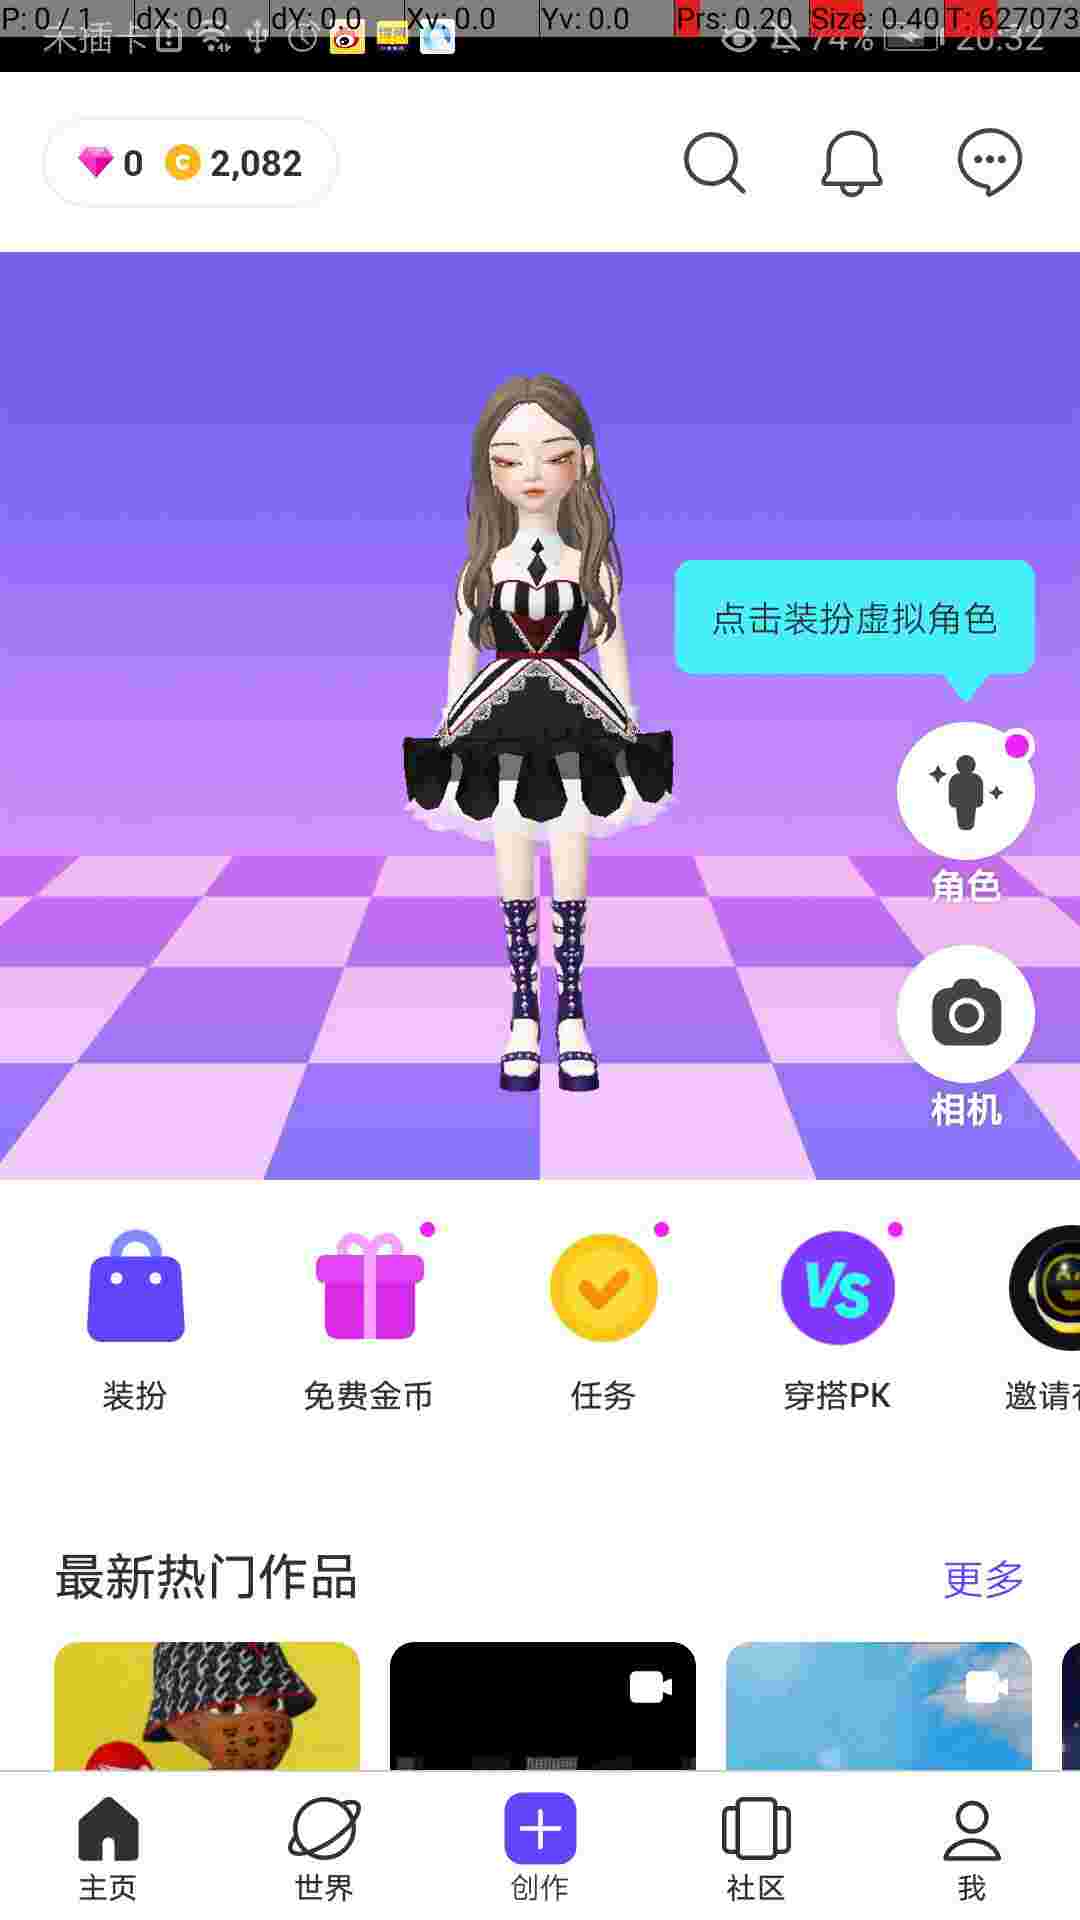 P: 0 / 1 dX: 0.0 dY: 0.0 Xv: 0.0 Yv: 0.0 Prs: 0.20 Size: 0.40 T: 627073
未插卡 74% 20:32
0 2,082
点击装扮虚拟角色
角色
相机
VS
装扮 免费金币 任务 穿搭PK 邀请
最新热门作品 更多
主页 世界 创作 社区 我